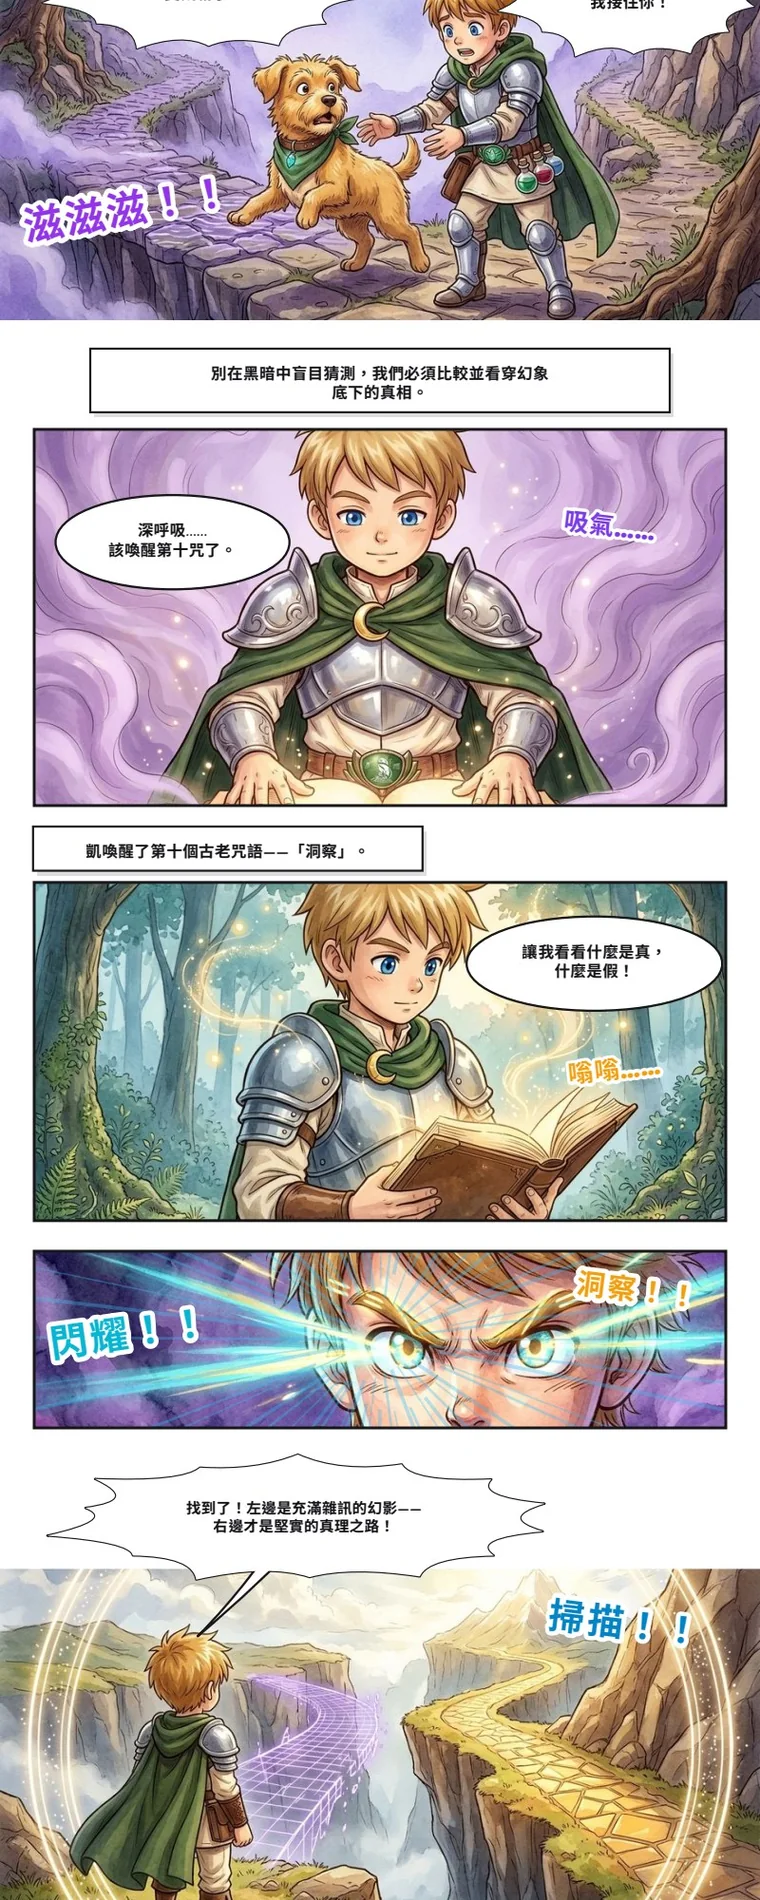 我接住你！
滋滋滋！！
別在黑暗中盲目猜測，我們必須比較並看穿幻象
底下的真相。
深呼吸……
該喚醒第十咒了。
吸氣……
凱喚醒了第十個古老咒語——「洞察」。
讓我看看什麼是真，
什麼是假！
嗡嗡……
洞察！！
閃耀！！
找到了！左邊是充滿雜訊的幻影——
右邊才是堅實的真理之路！
掃描！！